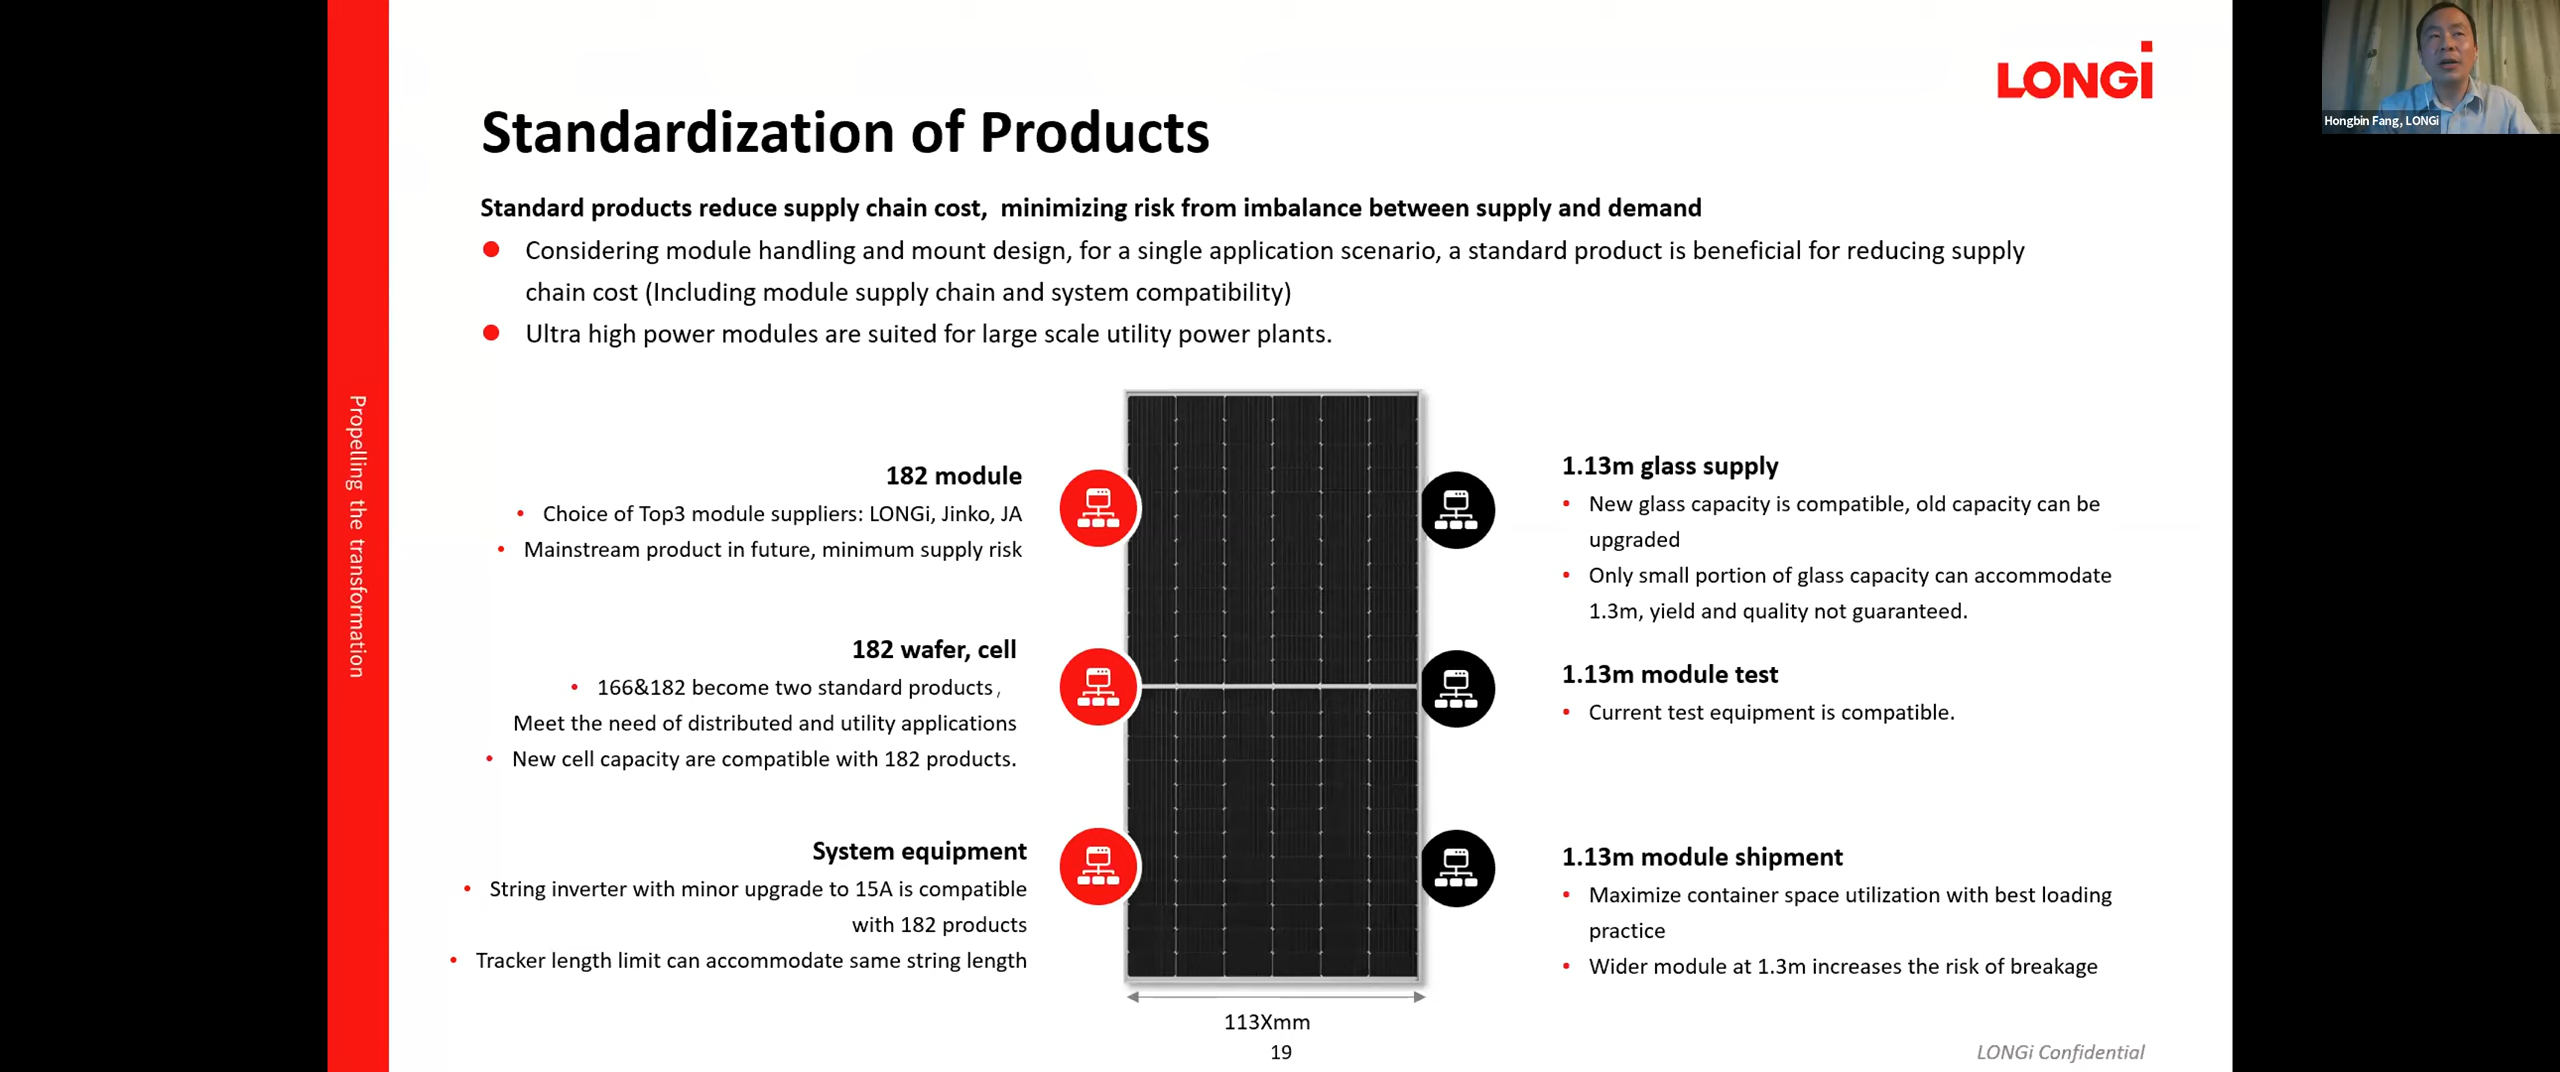 LONGi
Hongbin Fang, LONGi
Standardization of Products
Standard products reduce supply chain cost,  minimizing risk from imbalance between supply and demand
● Considering module handling and mount design, for a single application scenario, a standard product is beneficial for reducing supply
chain cost (Including module supply chain and system compatibility)
● Ultra high power modules are suited for large scale utility power plants.
Propelling the transformation
182 module
• Choice of Top3 module suppliers: LONGi, Jinko, JA
• Mainstream product in future, minimum supply risk
182 wafer, cell
• 166&182 become two standard products，
Meet the need of distributed and utility applications
• New cell capacity are compatible with 182 products.
System equipment
• String inverter with minor upgrade to 15A is compatible
with 182 products
• Tracker length limit can accommodate same string length
1.13m glass supply
• New glass capacity is compatible, old capacity can be
upgraded
• Only small portion of glass capacity can accommodate
1.3m, yield and quality not guaranteed.
1.13m module test
• Current test equipment is compatible.
1.13m module shipment
• Maximize container space utilization with best loading
practice
• Wider module at 1.3m increases the risk of breakage
113Xmm
19
LONGi Confidential